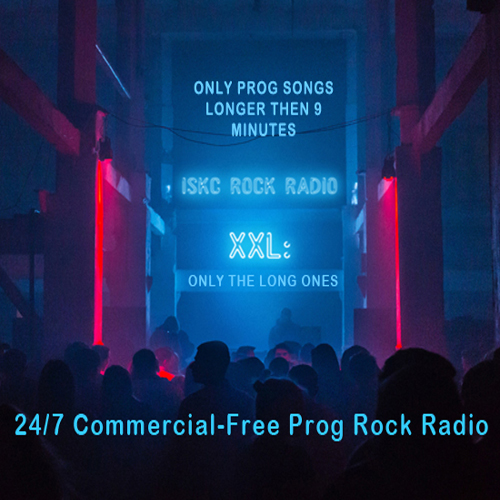 ONLY PROG SONGS
LONGER THEN 9
MINUTES
ISKC ROCK RADIO
XXL:
ONLY THE LONG ONES
24/7 Commercial-Free Prog Rock Radio